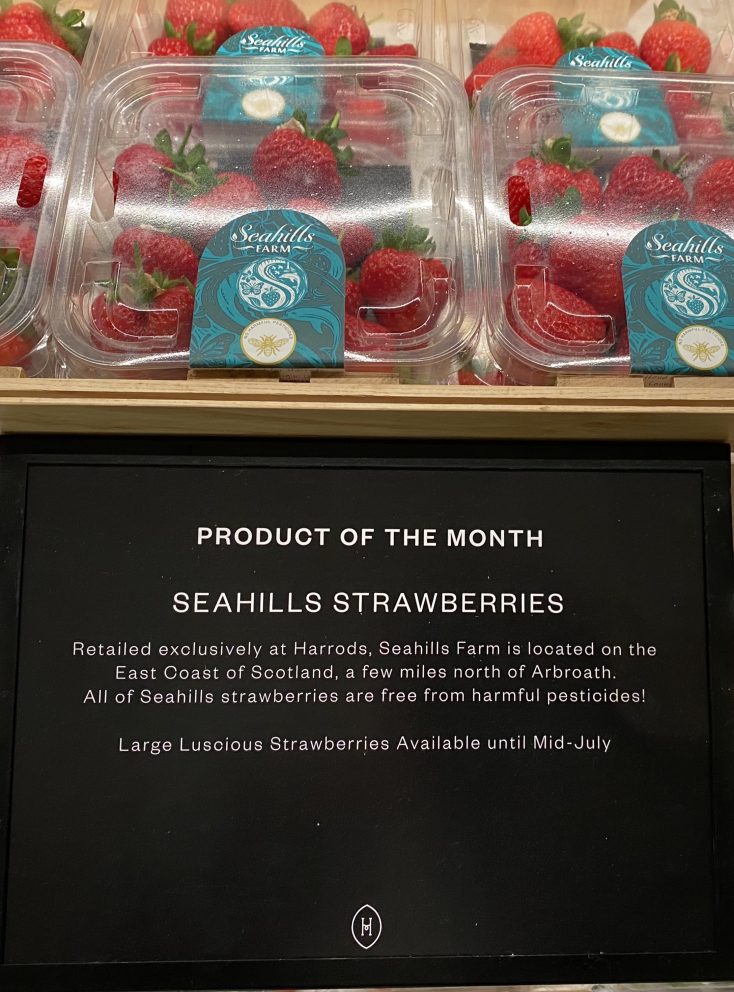 Seahills
FARM
Seahills
Seahills
FARM
Seahills
FARM
PRODUCT OF THE MONTH
SEAHILLS STRAWBERRIES
Retailed exclusively at Harrods, Seahills Farm is located on the
East Coast of Scotland, a few miles north of Arbroath.
All of Seahills strawberries are free from harmful pesticides!
Large Luscious Strawberries Available until Mid-July
H